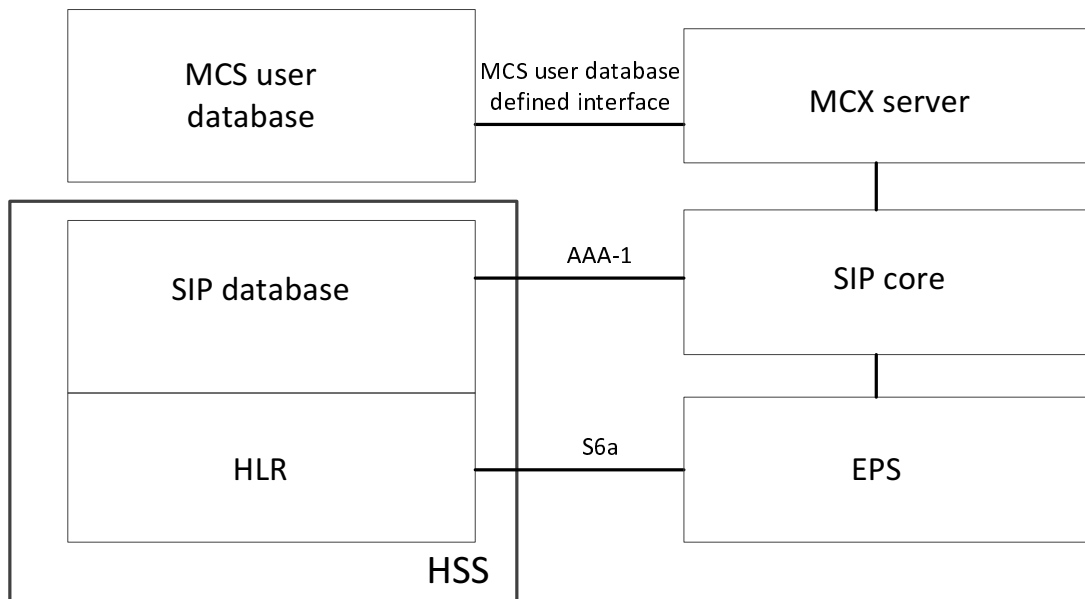 MCS user
database
MCS user database
defined interface
MCX server
SIP database
AAA-1
SIP core
HLR
S6a
EPS
HSS